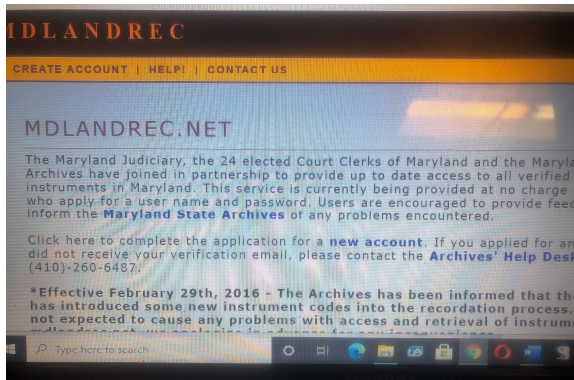 MDLANDREC
CREATE ACCOUNT | HELP! | CONTACT US
MDLANDREC.NET
The Maryland Judiciary, the 24 elected Court Clerks of Maryland and the Maryla
Archives have joined in partnership to provide up to date access to all verified
instruments in Maryland. This service is currently being provided at no charge
who apply for a user name and password. Users are encouraged to provide feed
inform the Maryland State Archives of any problems encountered.
Click here to complete the application for a new account. If you applied for an
did not receive your verification email, please contact the Archives' Help Desk
(410)-260-6487.
*Effective February 29th, 2016 - The Archives has been informed that the
has introduced some new instrument codes into the recordation process.
not expected to cause any problems with access and retrieval of instrume
Type here to search